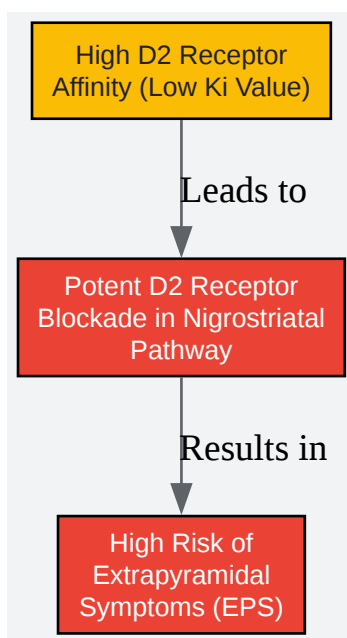 High D2 Receptor
Affinity (Low Ki Value)
Leads to
Potent D2 Receptor
Blockade in Nigrostriatal
Pathway
Results in
High Risk of
Extrapyramidal
Symptoms (EPS)